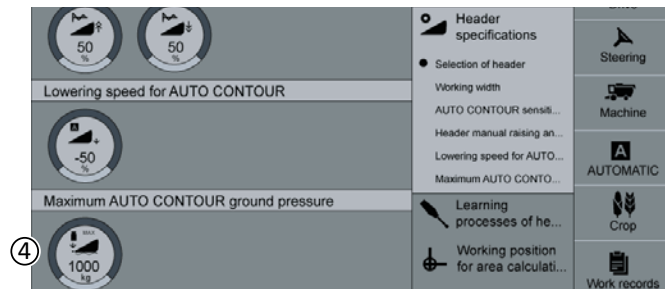 50
%
50
%
Lowering speed for AUTO CONTOUR
A
-50
%
Maximum AUTO CONTOUR ground pressure
④
MAX
1000
kg
Header
specifications
Selection of header
Working width
AUTO CONTOUR sensiti...
Header manual raising an...
Lowering speed for AUTO...
Maximum AUTO CONTO...
Learning
processes of he...
Working position
for area calculati...
Steering
Machine
A
AUTOMATIC
Crop
Work records